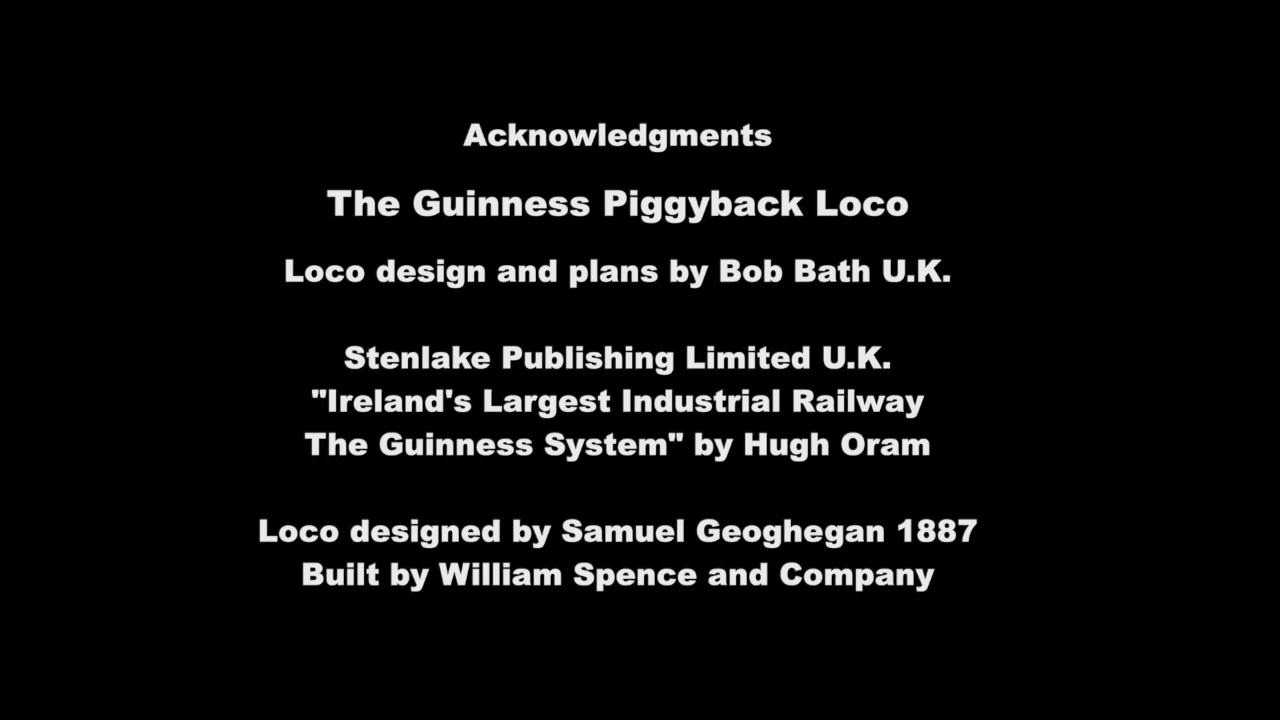 Acknowledgments
The Guinness Piggyback Loco
Loco design and plans by Bob Bath U.K.
Stenlake Publishing Limited U.K.
"Ireland's Largest Industrial Railway
The Guinness System" by Hugh Oram
Loco designed by Samuel Geoghegan 1887
Built by William Spence and Company